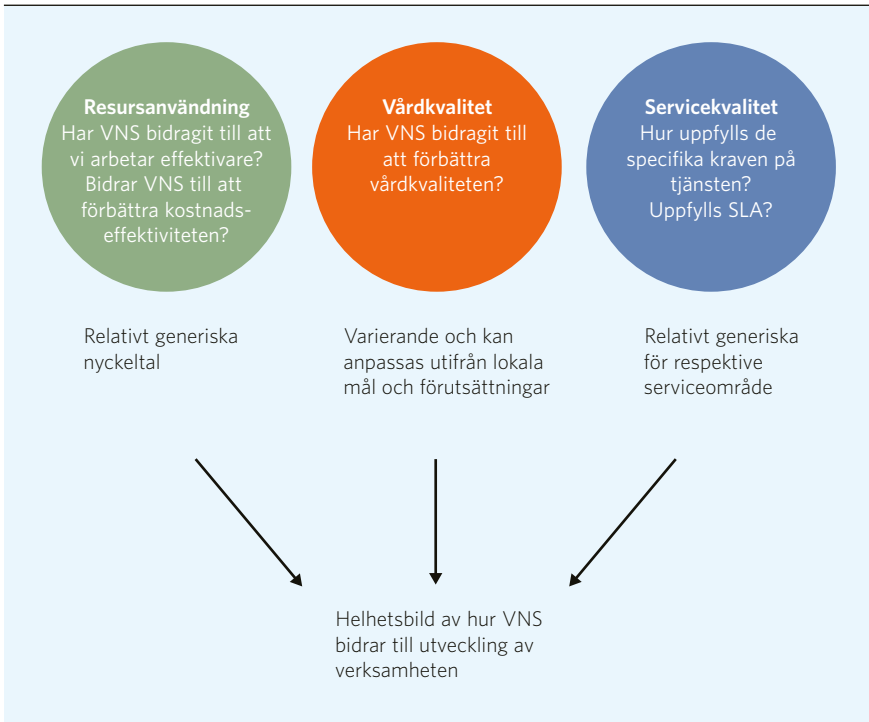 Resursanvändning
Har VNS bidragit till att
vi arbetar effektivare?
Bidrar VNS till att
förbättra kostnads-
effektiviteten?
Vårdkvalitet
Har VNS bidragit till
att förbättra
vårdkvaliteten?
Servicekvalitet
Hur uppfylls de
specifika kraven på
tjänsten?
Uppfylls SLA?
Relativt generiska
nyckeltal
Varierande och kan
anpassas utifrån lokala
mål och förutsättningar
Relativt generiska
för respektive
serviceområde
Helhetsbild av hur VNS
bidrar till utveckling av
verksamheten